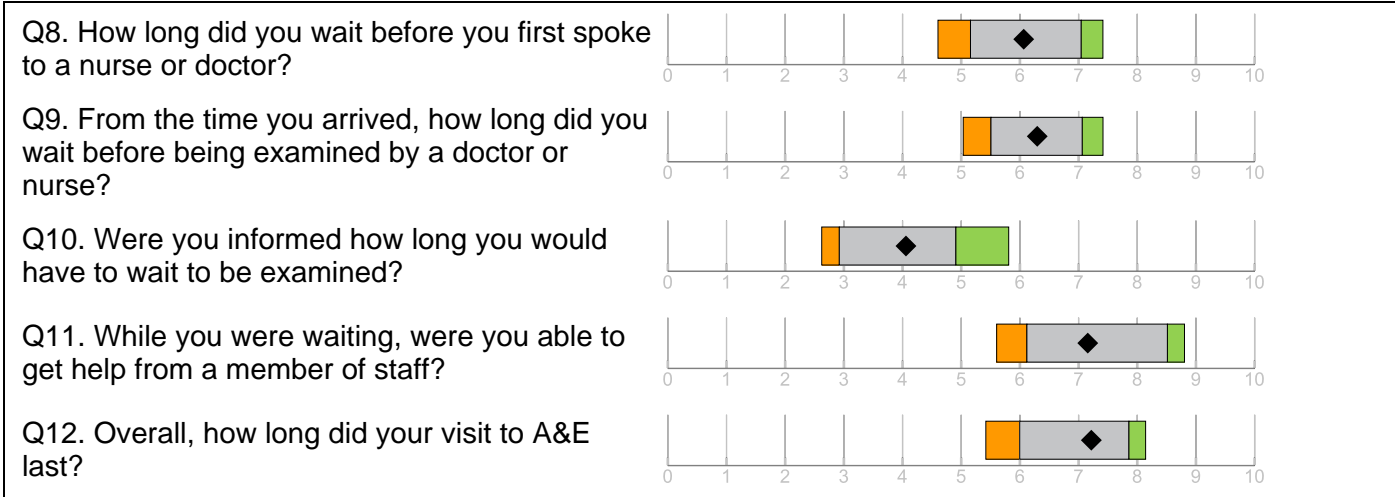 Q8. How long did you wait before you first spoke
to a nurse or doctor?
0 1 2 3 4 5 6 7 8 9 10
Q9. From the time you arrived, how long did you
wait before being examined by a doctor or
nurse?
0 1 2 3 4 5 6 7 8 9 10
Q10. Were you informed how long you would
have to wait to be examined?
0 1 2 3 4 5 6 7 8 9 10
Q11. While you were waiting, were you able to
get help from a member of staff?
0 1 2 3 4 5 6 7 8 9 10
Q12. Overall, how long did your visit to A&E
last?
0 1 2 3 4 5 6 7 8 9 10